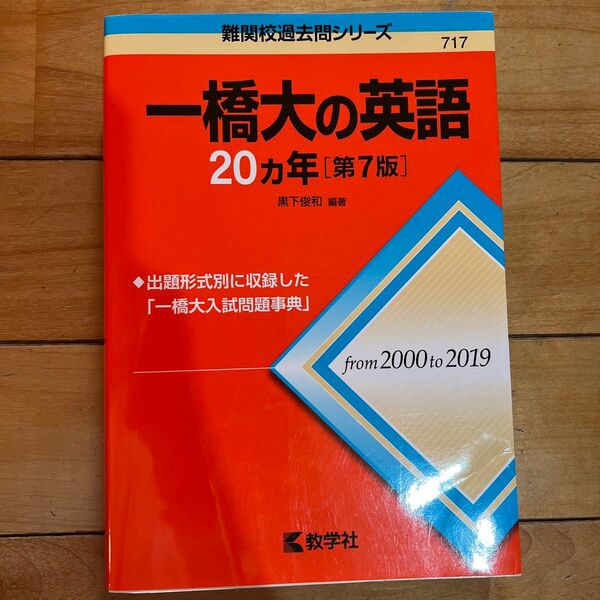 難関校過去問シリーズ
717
一橋大の英語
20ヵ年[第7版]
黒下俊和 編著
◆出題形式別に収録した
「一橋大入試問題事典」
from 2000 to 2019
教学社